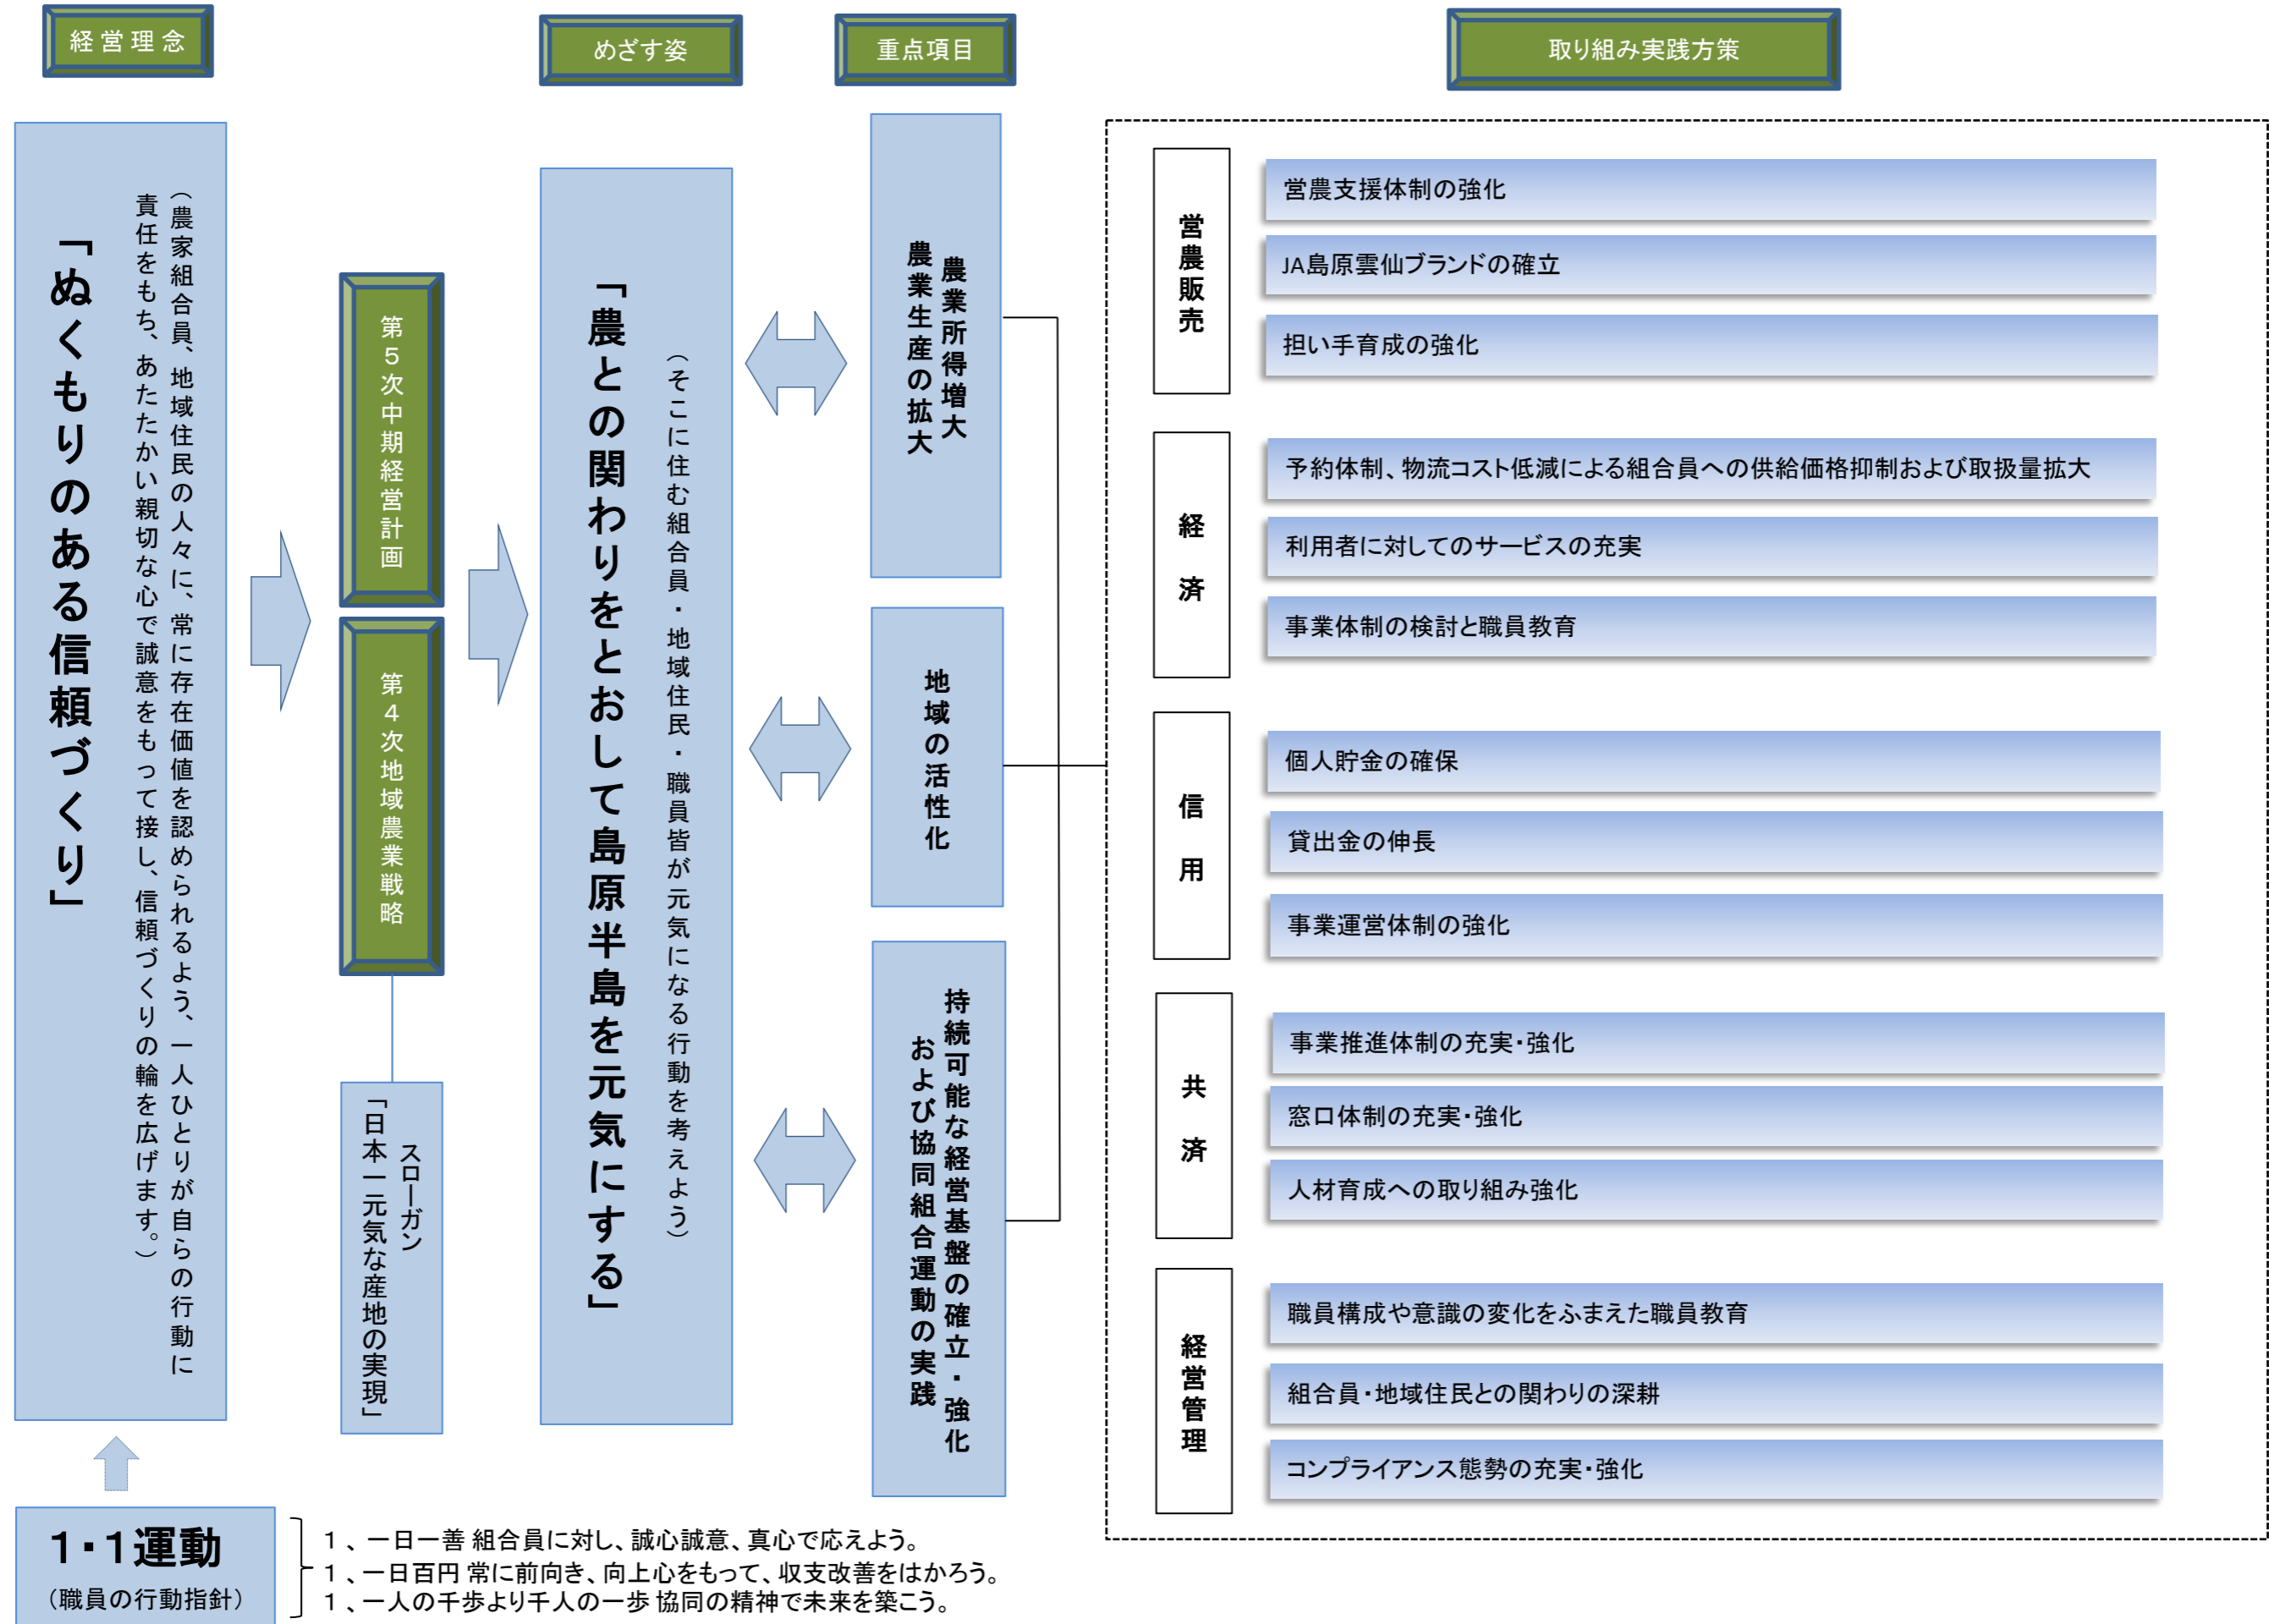 経営理念
めざす姿
重点項目
取り組み実践方策
「ぬくもりのある信頼づくり」
（農家組合員、地域住民の人々に、常に存在価値を認められるよう、一人ひとりが自らの行動に
責任をもち、あたたかい親切な心で誠意をもって接し、信頼づくりの輪を広げます。）
第５次中期経営計画
第４次地域農業戦略
スローガン
「日本一元気な産地の実現」
「農との関わりをとおして島原半島を元気にする」
（そこに住む組合員・地域住民・職員皆が元気になる行動を考えよう）
農業所得増大
農業生産の拡大
地域の活性化
持続可能な経営基盤の確立・強化
および協同組合運動の実践
営農販売
営農支援体制の強化
JA島原雲仙ブランドの確立
担い手育成の強化
経済
予約体制、物流コスト低減による組合員への供給価格抑制および取扱量拡大
利用者に対してのサービスの充実
事業体制の検討と職員教育
信用
個人貯金の確保
貸出金の伸長
事業運営体制の強化
共済
事業推進体制の充実・強化
窓口体制の充実・強化
人材育成への取り組み強化
経営管理
職員構成や意識の変化をふまえた職員教育
組合員・地域住民との関わりの深耕
コンプライアンス態勢の充実・強化
１・１運動
（職員の行動指針）
１、一日一善 組合員に対し、誠心誠意、真心で応えよう。
１、一日百円 常に前向き、向上心をもって、収支改善をはかろう。
１、一人の千歩より千人の一歩 協同の精神で未来を築こう。